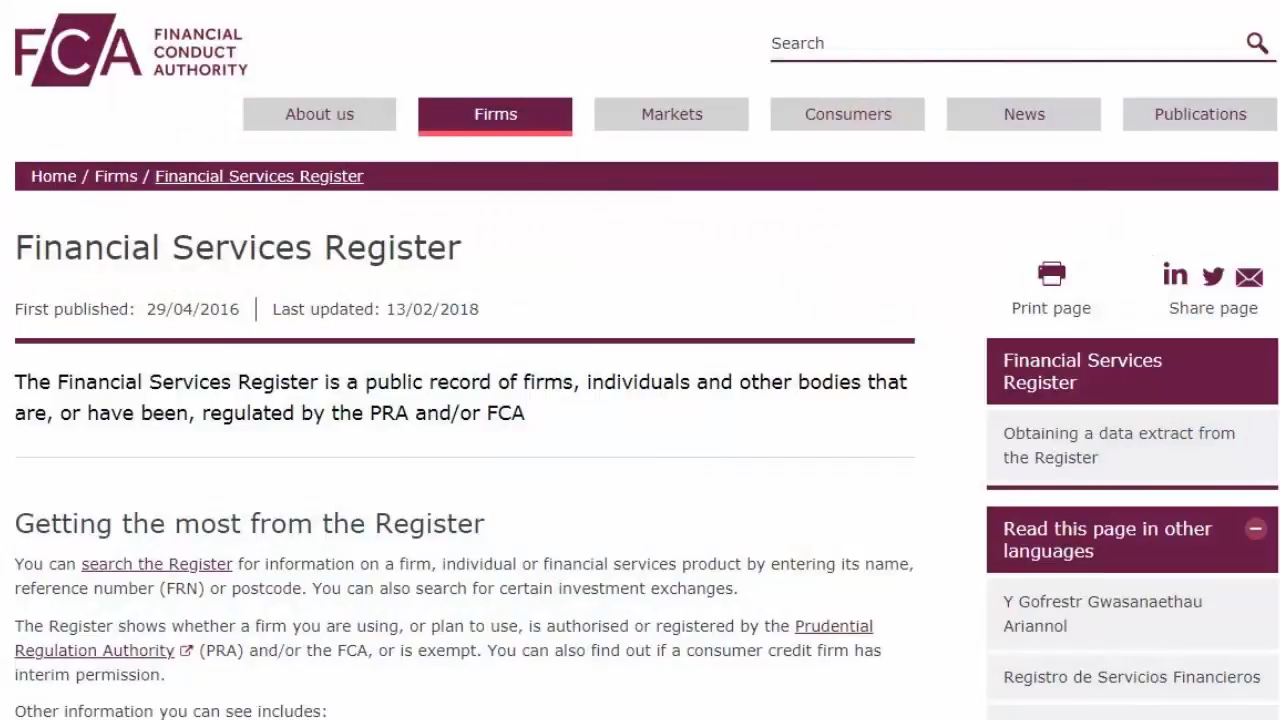 FCA FINANCIAL
CONDUCT
AUTHORITY
Search
About us
Firms
Markets
Consumers
News
Publications
Home / Firms / Financial Services Register
Financial Services Register
First published: 29/04/2016 | Last updated: 13/02/2018
Print page
Share page
The Financial Services Register is a public record of firms, individuals and other bodies that
are, or have been, regulated by the PRA and/or FCA
Getting the most from the Register
You can search the Register for information on a firm, individual or financial services product by entering its name,
reference number (FRN) or postcode. You can also search for certain investment exchanges.
The Register shows whether a firm you are using, or plan to use, is authorised or registered by the Prudential
Regulation Authority (PRA) and/or the FCA, or is exempt. You can also find out if a consumer credit firm has
interim permission.
Other information you can see includes:
Financial Services
Register
Obtaining a data extract from
the Register
Read this page in other
languages
Y Gofrestr Gwasanaethau
Ariannol
Registro de Servicios Financieros